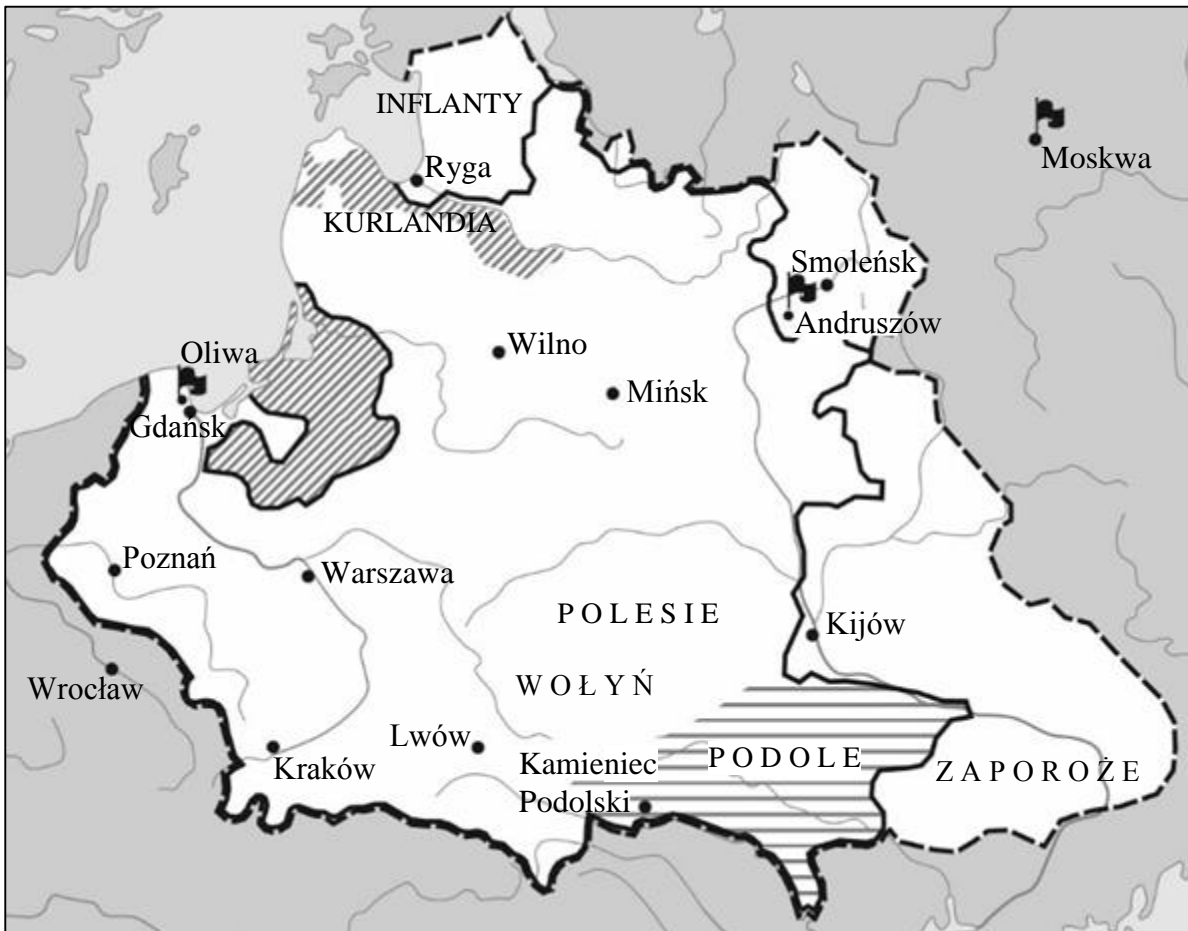 INFLANTY
Moskwa
Ryga
KURLANDIA
Smoleńsk
Andruszów
Wilno
Oliwa
Mińsk
Gdańsk
Poznań
Warszawa
POLESIE
Kijów
Wrocław
WOŁYŃ
Lwów
Kraków
Kamieniec
Podolski
PODOLE
ZAPOROŻE